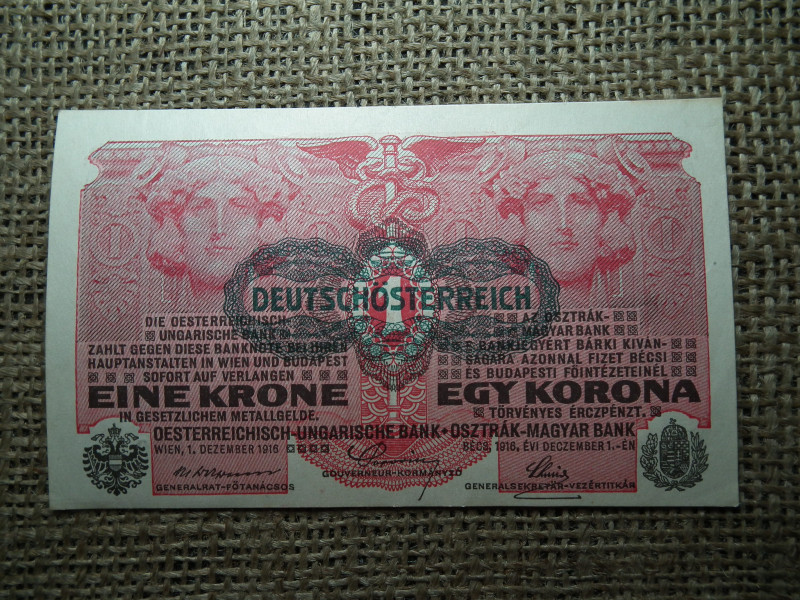 DEUTSCHÖSTERREICH
1
DIE OESTERREICHISCH-
UNGARISCHE BANK
ZAHLT GEGEN DIESE BANKNOTE BEI IHREN
HAUPTANSTALTEN IN WIEN UND BUDAPEST
SOFORT AUF VERLANGEN
EINE KRONE
IN GESETZLICHEM METALLGELDE.
AZ OSZTRÁK-
MAGYAR BANK
E BANKJEGYÉRT BÁRKI KIVÁN-
SÁGÁRA AZONNAL FIZET BÉCSI
ÉS BUDAPESTI FŐINTÉZETEINÉL
EGY KORONA
TÖRVÉNYES ÉRCZPÉNZT.
OESTERREICHISCH-UNGARISCHE BANK • OSZTRÁK-MAGYAR BANK
WIEN, 1. DEZEMBER 1916
BÉCS, 1916. ÉVI DECZEMBER 1.-ÉN
GENERALRAT-FŐTANÁCSOS
GOUVERNEUR-KORMÁNYZÓ
GENERALSEKRETÄR-VEZÉRTITKÁR